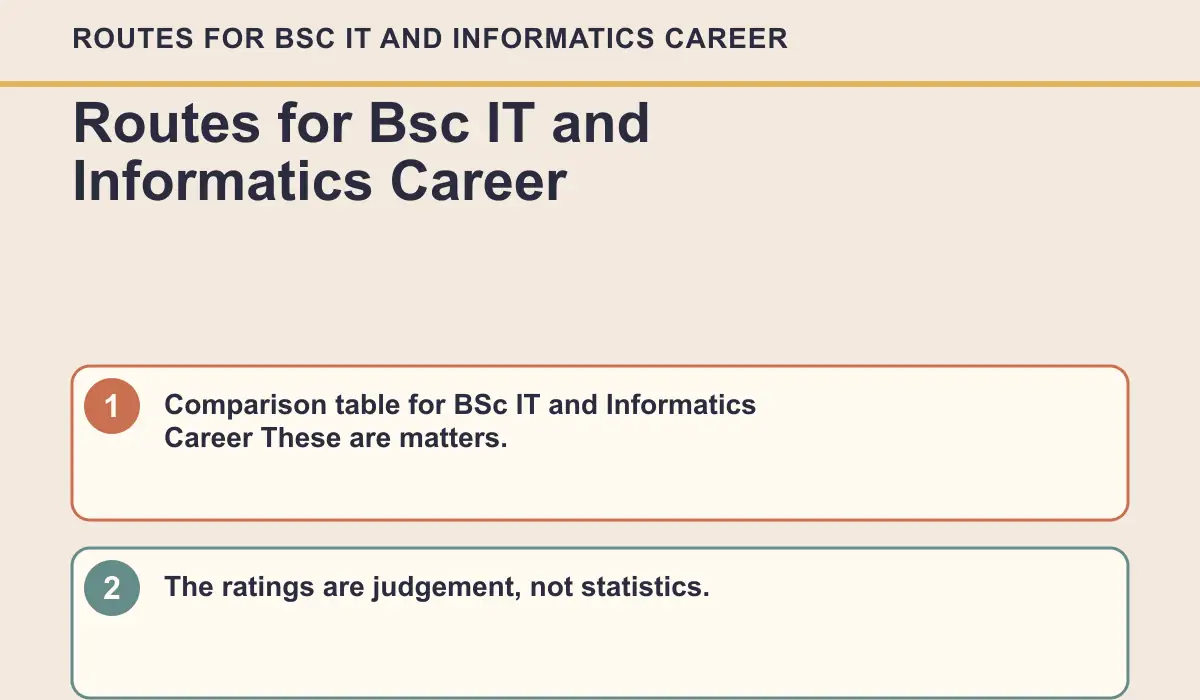 ROUTES FOR BSC IT AND INFORMATICS CAREER
Routes for Bsc IT and
Informatics Career
1
Comparison table for BSc IT and Informatics
Career These are matters.
2
The ratings are judgement, not statistics.